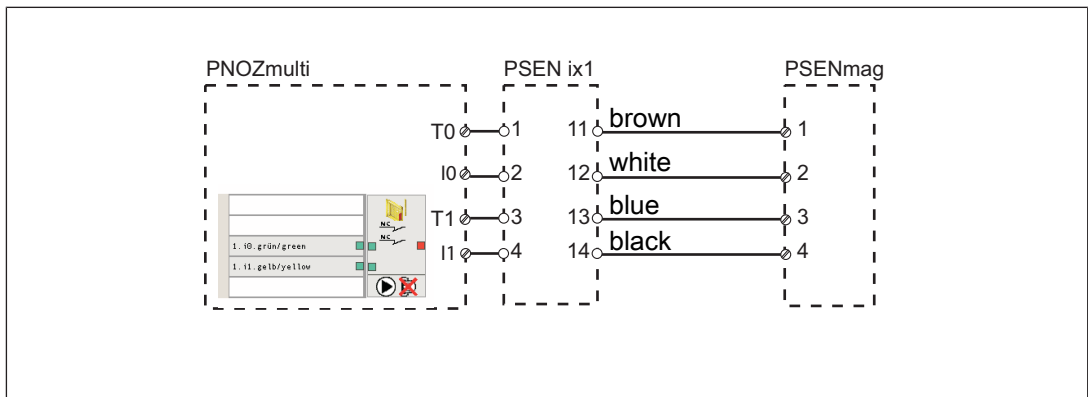 PNOZmulti PSEN ix1 PSENmag
T0 1 11 brown 1
I0 2 12 white 2
T1 3 13 blue 3
I1 4 14 black 4
NC
NC
1. i0.grün/green
1. i1.gelb/yellow